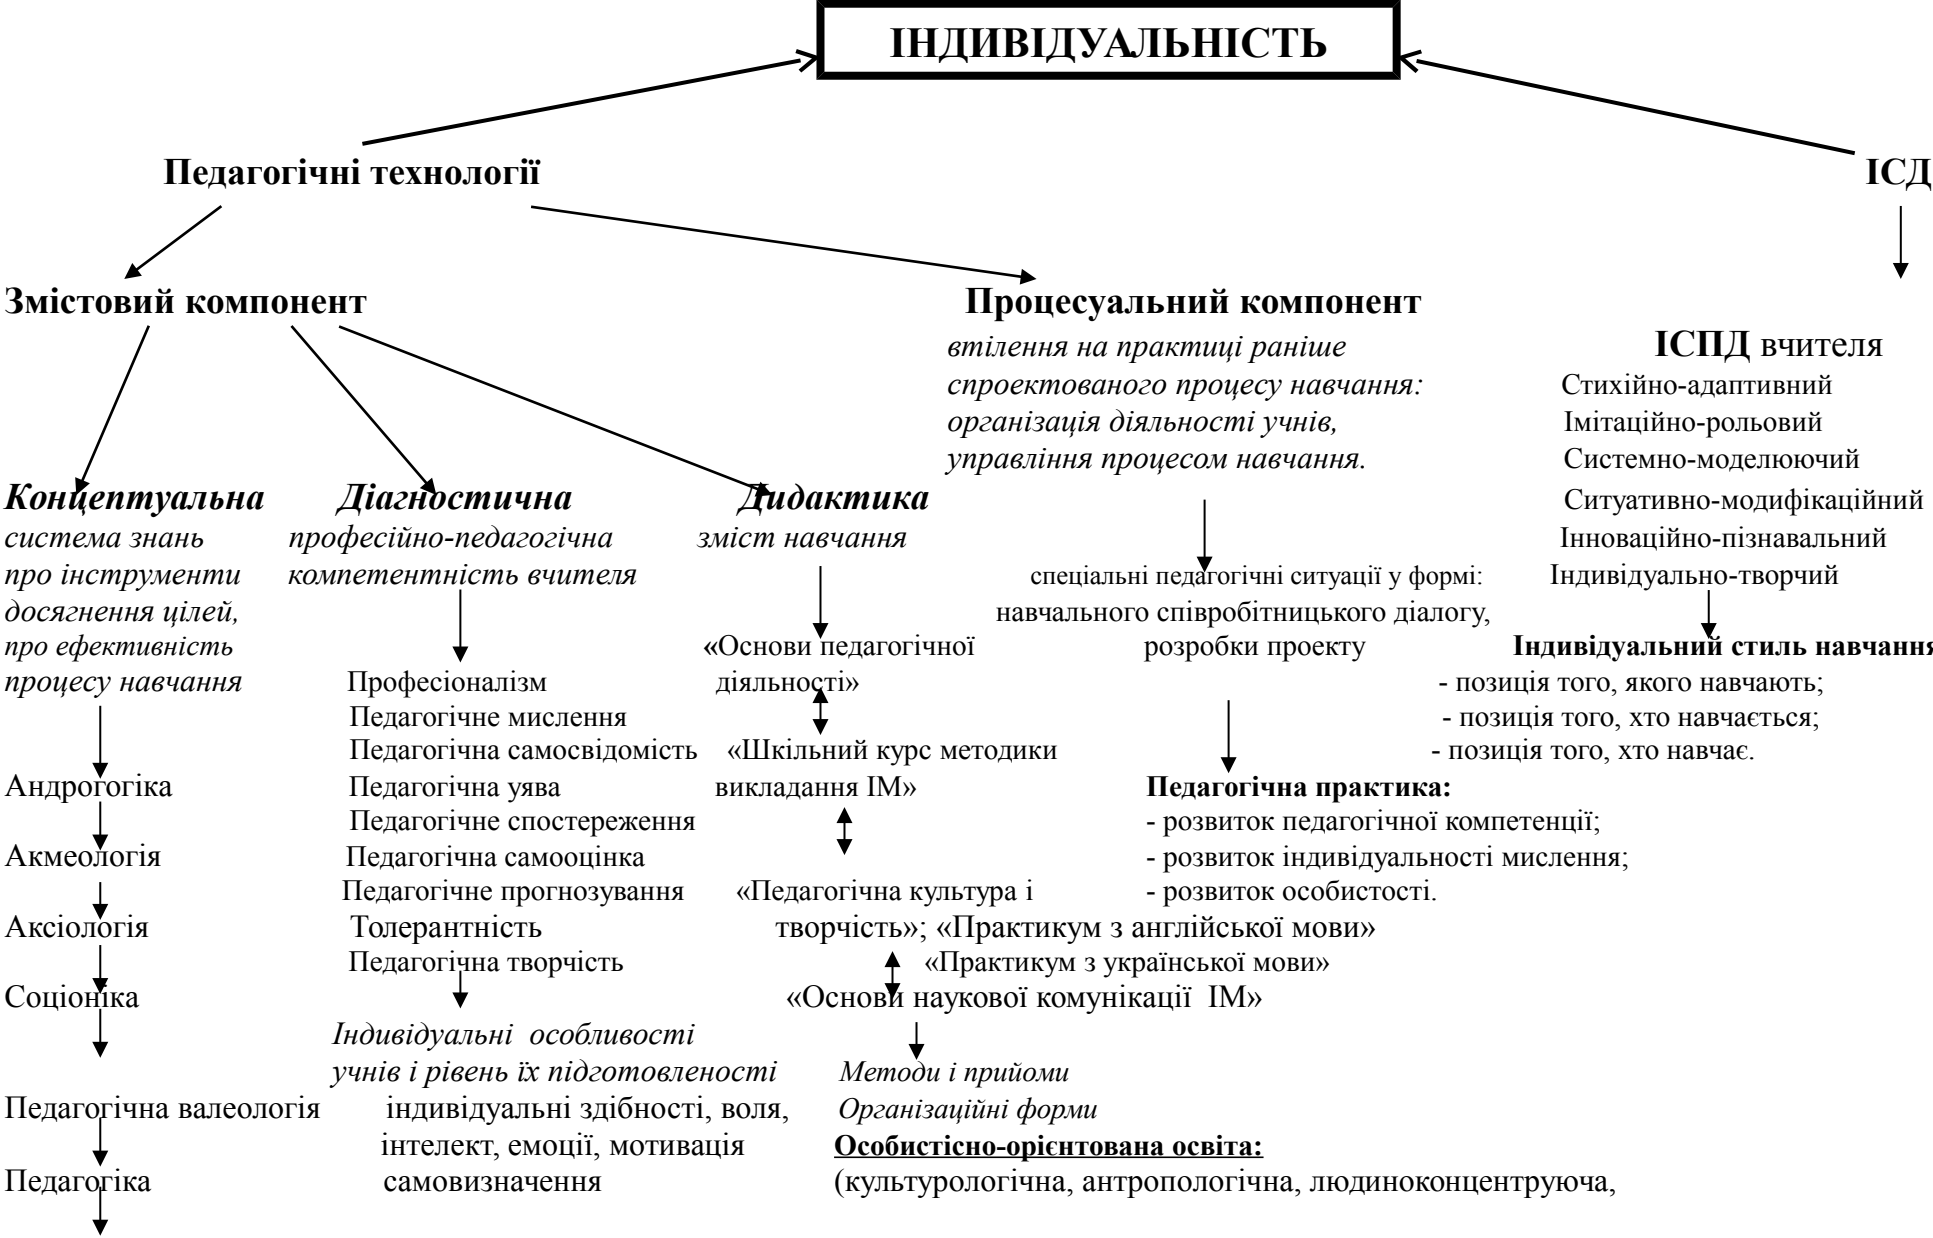 ІНДИВІДУАЛЬНІСТЬ
Педагогічні технології
ІСД
Змістовий компонент
Процесуальний компонент
втілення на практиці раніше
спроектованого процесу навчання:
організація діяльності учнів,
управління процесом навчання.
ІСПД вчителя
Стихійно-адаптивний
Імітаційно-рольовий
Системно-моделюючий
Ситуативно-модифікаційний
Інноваційно-пізнавальний
Індивідуально-творчий
Концептуальна
система знань
про інструменти
досягнення цілей,
про ефективність
процесу навчання
Андрогогіка
Акмеологія
Аксіологія
Соціоніка
Педагогічна валеологія
Педагогіка
Діагностична
професійно-педагогічна
компетентність вчителя
Професіоналізм
Педагогічне мислення
Педагогічна самосвідомість
Педагогічна уява
Педагогічне спостереження
Педагогічна самооцінка
Педагогічне прогнозування
Толерантність
Педагогічна творчість
Індивідуальні особливості
учнів і рівень їх підготовленості
індивідуальні здібності, воля,
інтелект, емоції, мотивація
самовизначення
Дидактика
зміст навчання
«Основи педагогічної
діяльності»
«Шкільний курс методики
викладання ІМ»
«Педагогічна культура і
творчість»; «Практикум з англійської мови»
«Практикум з української мови»
«Основи наукової комунікації ІМ»
Методи і прийоми
Організаційні форми
Особистісно-орієнтована освіта:
(культурологічна, антропологічна, людиноконцентруюча,
спеціальні педагогічні ситуації у формі:
навчального співробітницького діалогу,
розробки проекту
Педагогічна практика:
- розвиток педагогічної компетенції;
- розвиток індивідуальності мислення;
- розвиток особистості.
Індивідуальний стиль навчання
- позиція того, якого навчають;
- позиція того, хто навчається;
- позиція того, хто навчає.